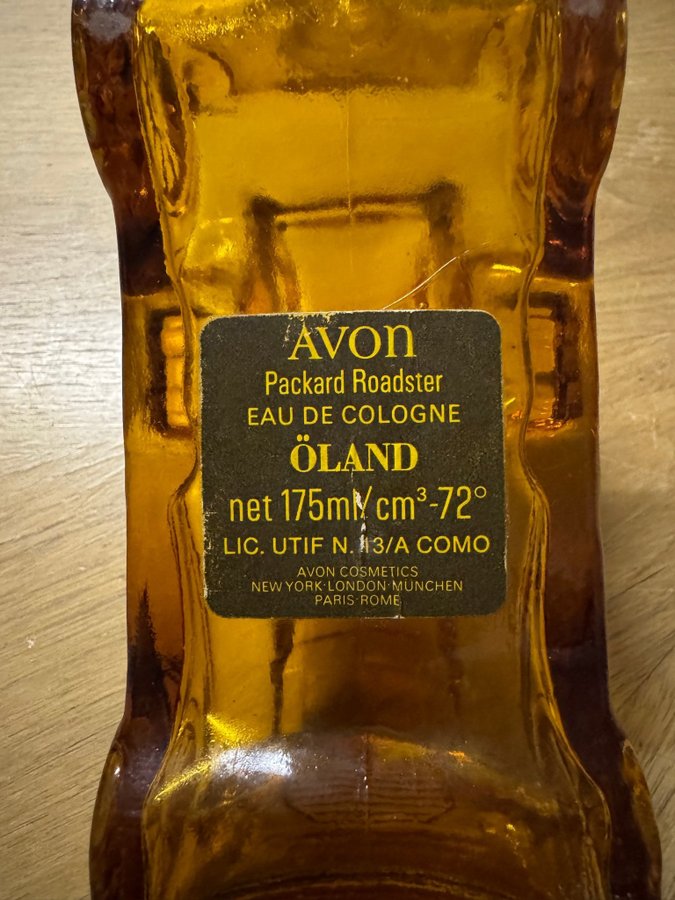 AVON
Packard Roadster
EAU DE COLOGNE
ÖLAND
net 175ml/cm³-72°
LIC. UTIF N. 13/A COMO
AVON COSMETICS
NEW YORK·LONDON·MÜNCHEN
PARIS·ROME